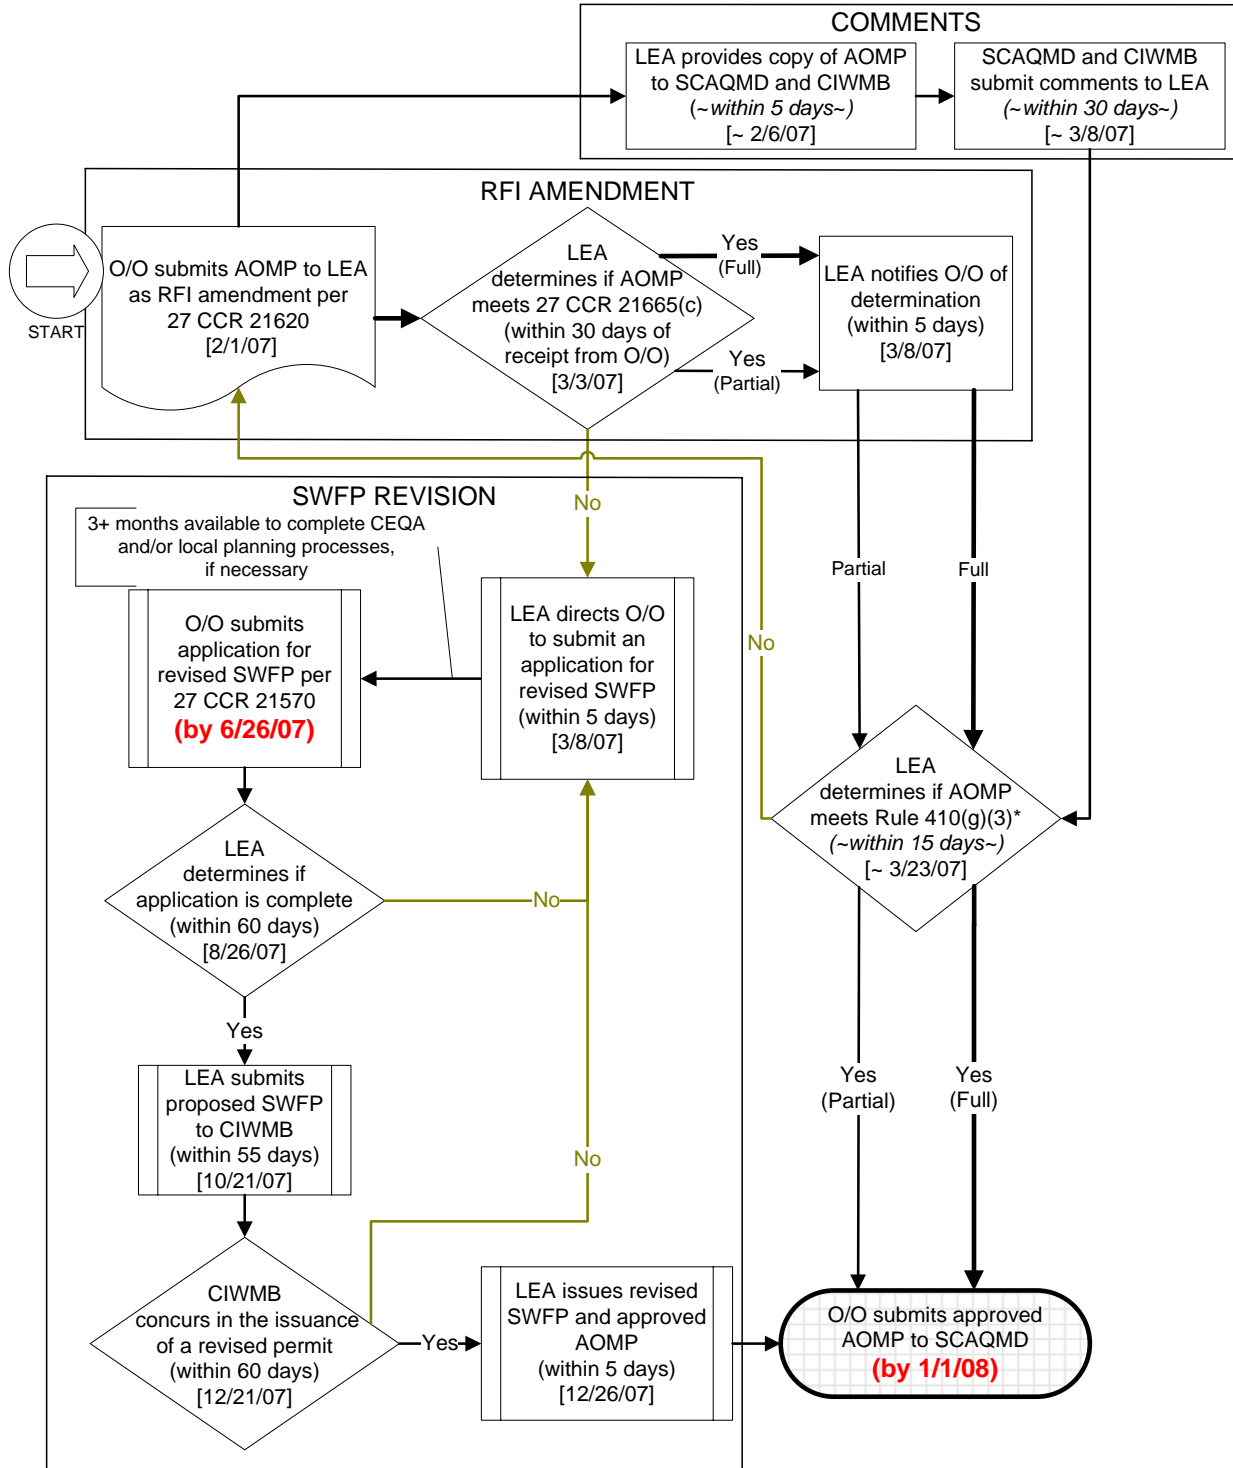 COMMENTS
LEA provides copy of AOMP
to SCAQMD and CIWMB
(~within 5 days~)
[~ 2/6/07]
SCAQMD and CIWMB
submit comments to LEA
(~within 30 days~)
[~ 3/8/07]
RFI AMENDMENT
START
O/O submits AOMP to LEA
as RFI amendment per
27 CCR 21620
[2/1/07]
LEA
determines if AOMP
meets 27 CCR 21665(c)
(within 30 days of
receipt from O/O)
[3/3/07]
Yes
(Full)
Yes
(Partial)
LEA notifies O/O of
determination
(within 5 days)
[3/8/07]
No
Partial
Full
No
SWFP REVISION
3+ months available to complete CEQA
and/or local planning processes,
if necessary
O/O submits
application for
revised SWFP per
27 CCR 21570
(by 6/26/07)
LEA directs O/O
to submit an
application for
revised SWFP
(within 5 days)
[3/8/07]
LEA
determines if AOMP
meets Rule 410(g)(3)*
(~within 15 days~)
[~ 3/23/07]
LEA
determines if
application is complete
(within 60 days)
[8/26/07]
No
Yes
LEA submits
proposed SWFP
to CIWMB
(within 55 days)
[10/21/07]
No
Yes
(Partial)
Yes
(Full)
CIWMB
concurs in the issuance
of a revised permit
(within 60 days)
[12/21/07]
Yes
LEA issues revised
SWFP and approved
AOMP
(within 5 days)
[12/26/07]
O/O submits approved
AOMP to SCAQMD
(by 1/1/08)